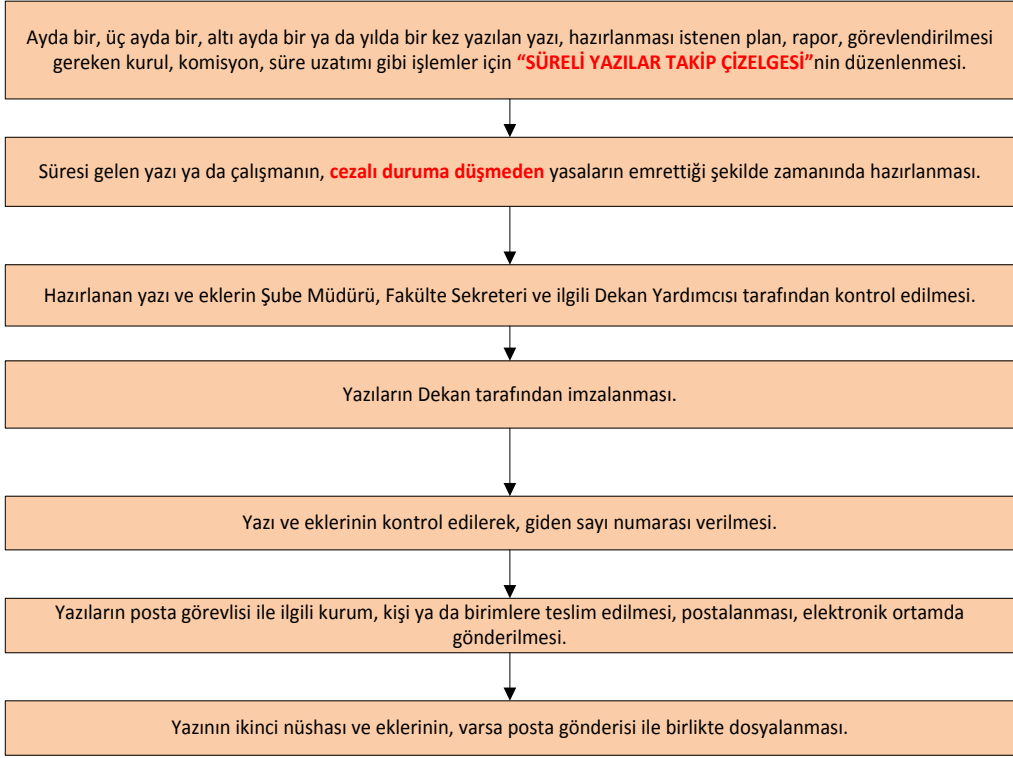 Ayda bir, üç ayda bir, altı ayda bir ya da yılda bir kez yazılan yazı, hazırlanması istenen plan, rapor, görevlendirilmesi
gereken kurul, komisyon, süre uzatımı gibi işlemler için “SÜRELİ YAZILAR TAKİP ÇİZELGESİ”nin düzenlenmesi.
Süresi gelen yazı ya da çalışmanın, cezalı duruma düşmeden yasaların emrettiği şekilde zamanında hazırlanması.
Hazırlanan yazı ve eklerin Şube Müdürü, Fakülte Sekreteri ve ilgili Dekan Yardımcısı tarafından kontrol edilmesi.
Yazıların Dekan tarafından imzalanması.
Yazı ve eklerinin kontrol edilerek, giden sayı numarası verilmesi.
Yazıların posta görevlisi ile ilgili kurum, kişi ya da birimlere teslim edilmesi, postalanması, elektronik ortamda
gönderilmesi.
Yazının ikinci nüshası ve eklerinin, varsa posta gönderisi ile birlikte dosyalanması.